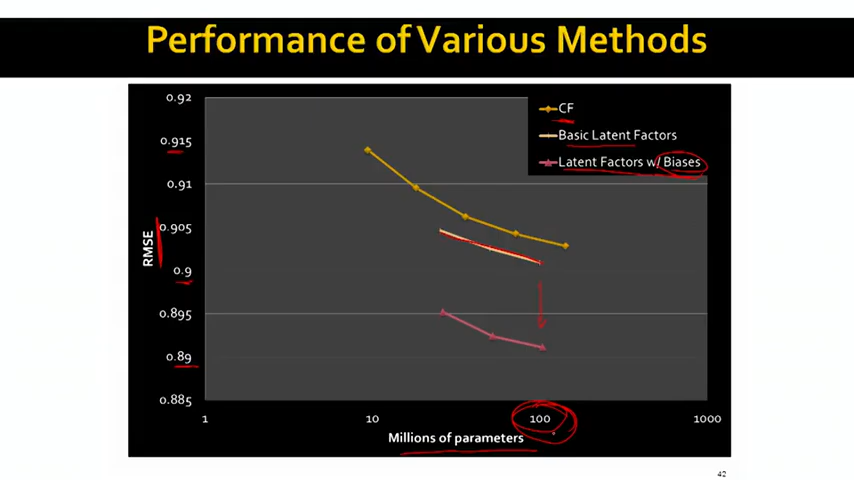 Performance of Various Methods
0.92
0.915
0.91
0.905
0.9
0.895
0.89
0.885
RMSE
CF
Basic Latent Factors
Latent Factors w/ Biases
1
10
100
1000
Millions of parameters
42